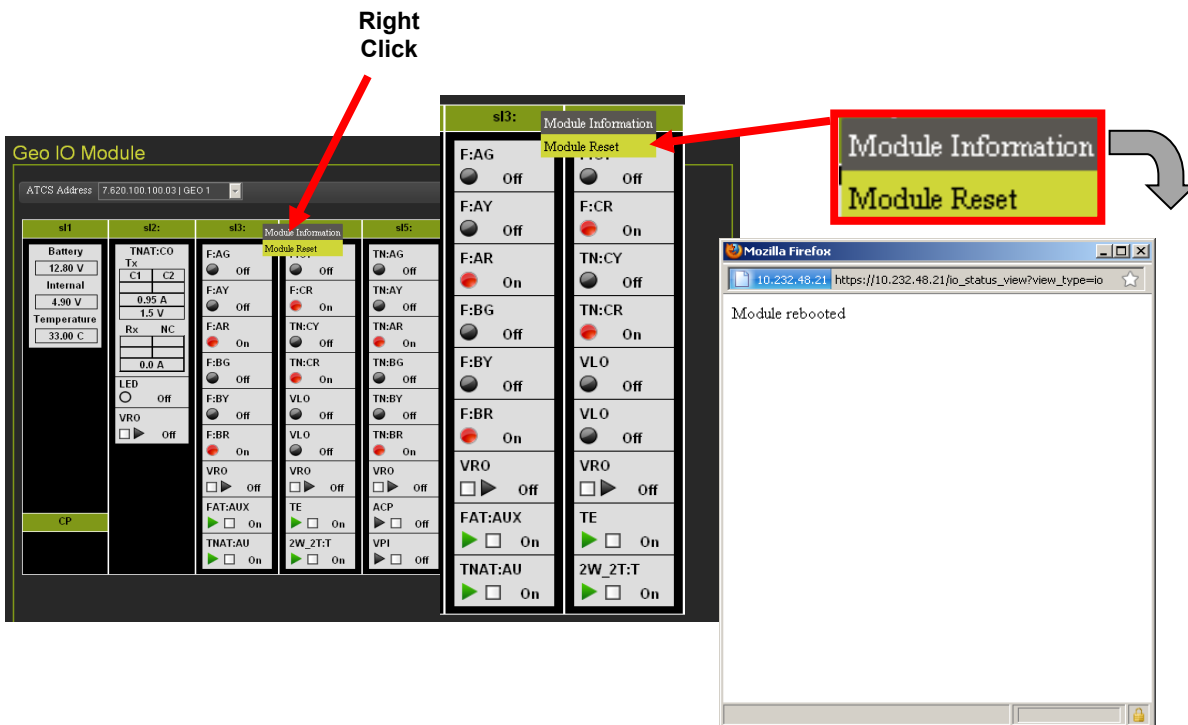 Right
Click
Geo IO Module
ATCS Address 7.620.100.100.03 | GEO 1
sl1
Battery
12.80 V
Internal
4.90 V
Temperature
33.00 C
CP
sl2:
TNAT:CO
Tx
C1 C2
0.95 A
1.5 V
Rx NC
0.0 A
LED
Off
VRO
Off
sl3:
F:AG
Off
F:AY
Off
F:AR
On
F:BG
Off
F:BY
Off
F:BR
On
VRO
Off
FAT:AUX
On
TNAT:AU
On
Module Information
Module Reset
Off
F:CR
On
TN:CY
Off
TN:CR
On
VLO
Off
VLO
Off
VRO
Off
TE
On
2W_2T:T
On
sl5:
TN:AG
Off
TN:AY
Off
TN:AR
On
TN:BG
Off
TN:BY
Off
TN:BR
On
VRO
Off
ACP
Off
VPI
Off
sl3:
F:AG
Off
F:AY
Off
F:AR
On
F:BG
Off
F:BY
Off
F:BR
On
VRO
Off
FAT:AUX
On
TNAT:AU
On
Module Information
Module Reset
Off
F:CR
On
TN:CY
Off
TN:CR
On
VLO
Off
VLO
Off
VRO
Off
TE
On
2W_2T:T
On
Module Information
Module Reset
Mozilla Firefox
10.232.48.21 https://10.232.48.21/io_status_view?view_type=io
Module rebooted